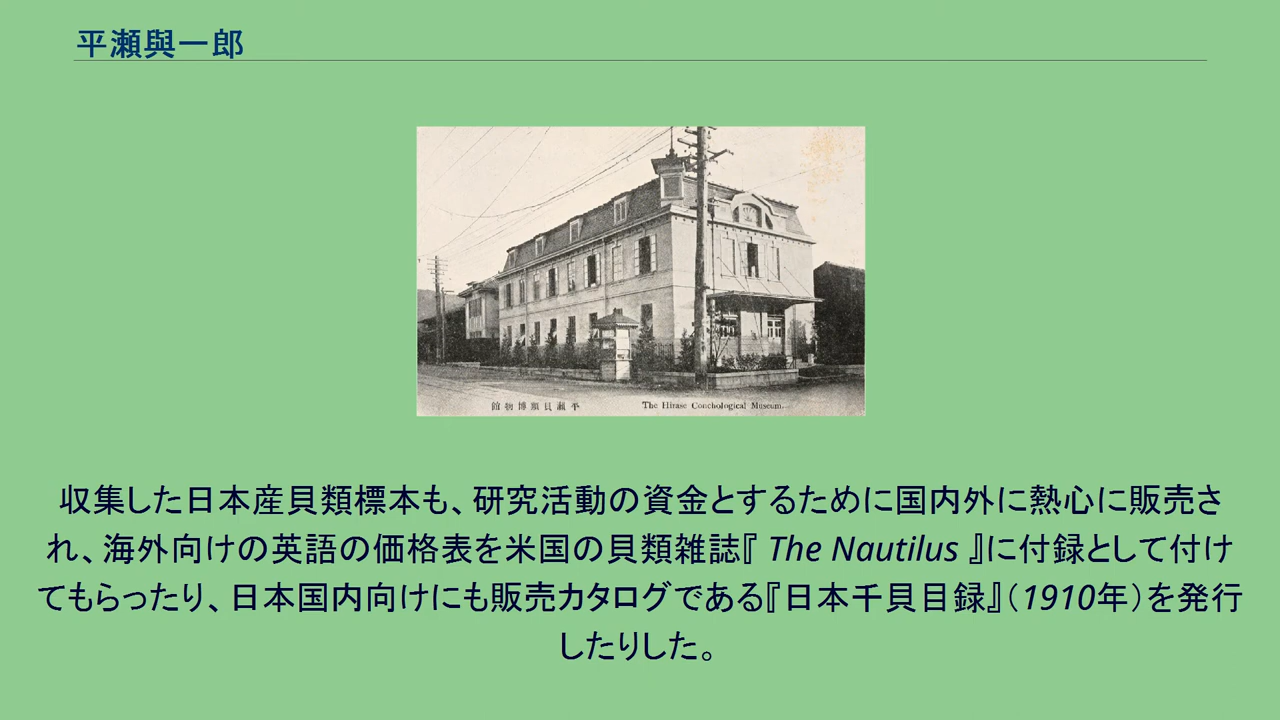 平瀬與一郎
館物博類貝瀬平
The Hirase Conchological Museum.
収集した日本産貝類標本も、研究活動の資金とするために国内外に熱心に販売さ
れ、海外向けの英語の価格表を米国の貝類雑誌『 The Nautilus 』に付録として付け
てもらったり、日本国内向けにも販売カタログである『日本千貝目録』（1910年）を発行
したりした。